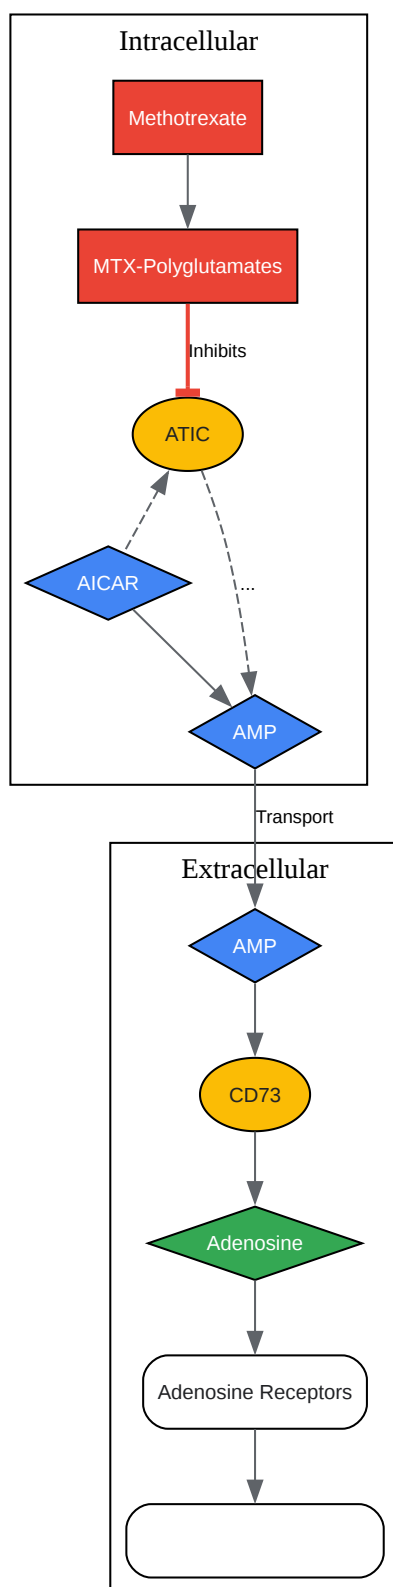 Intracellular
Methotrexate
MTX-Polyglutamates
Inhibits
ATIC
AICAR
...
AMP
Transport
Extracellular
AMP
CD73
Adenosine
Adenosine Receptors